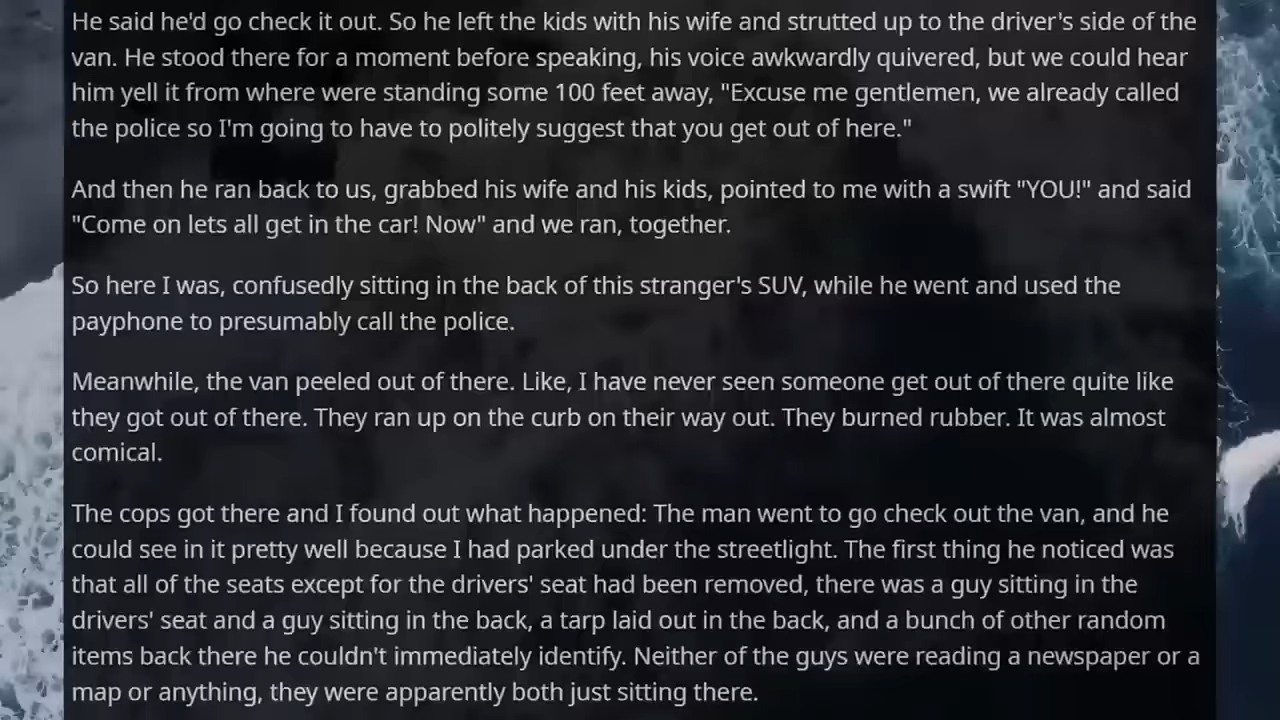 He said he'd go check it out. So he left the kids with his wife and strutted up to the driver's side of the
van. He stood there for a moment before speaking, his voice awkwardly quivered, but we could hear
him yell it from where were standing some 100 feet away, "Excuse me gentlemen, we already called
the police so I'm going to have to politely suggest that you get out of here."
And then he ran back to us, grabbed his wife and his kids, pointed to me with a swift "YOU!" and said
"Come on lets all get in the car! Now" and we ran, together.
So here I was, confusedly sitting in the back of this stranger's SUV, while he went and used the
payphone to presumably call the police.
Meanwhile, the van peeled out of there. Like, I have never seen someone get out of there quite like
they got out of there. They ran up on the curb on their way out. They burned rubber. It was almost
comical.
The cops got there and I found out what happened: The man went to go check out the van, and he
could see in it pretty well because I had parked under the streetlight. The first thing he noticed was
that all of the seats except for the drivers' seat had been removed, there was a guy sitting in the
drivers' seat and a guy sitting in the back, a tarp laid out in the back, and a bunch of other random
items back there he couldn't immediately identify. Neither of the guys were reading a newspaper or a
map or anything, they were apparently both just sitting there.